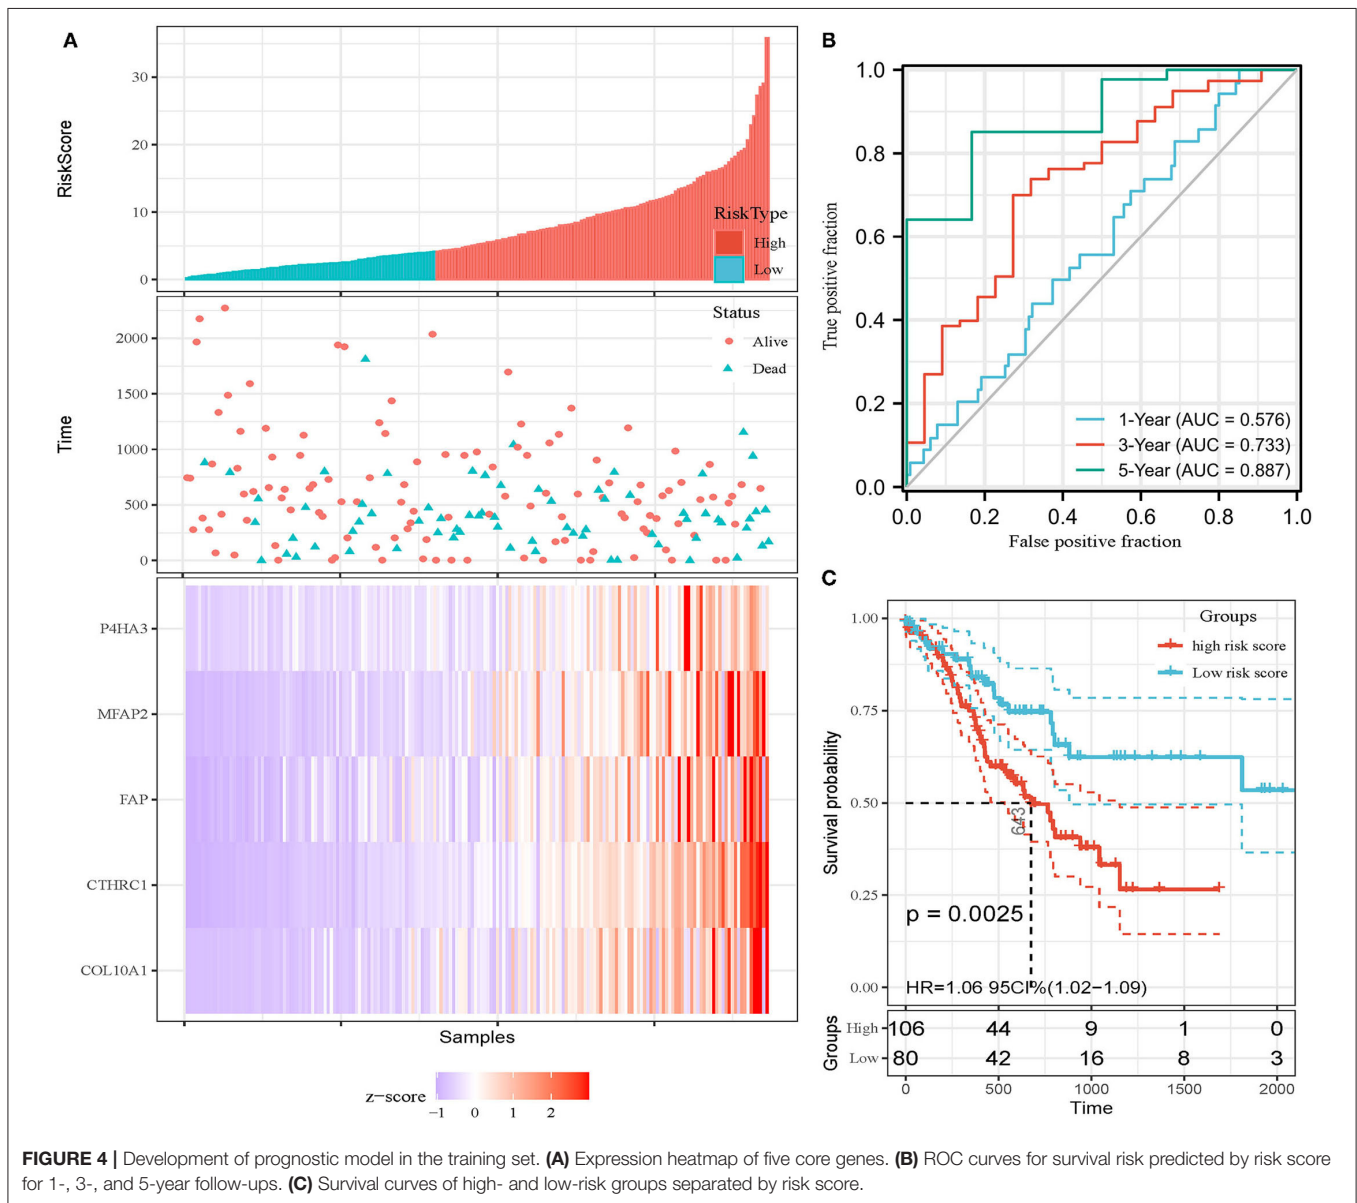 A
RiskScore
30
20
10
0
RiskType
High
Low
Time
2000
1500
1000
500
0
Status
Alive
Dead
P4HA3
MFAP2
FAP
CTHRC1
COL10A1
Samples
z−score
−1 0 1 2
B
True positive fraction
1.0
0.8
0.6
0.4
0.2
0.0
1-Year (AUC = 0.576)
3-Year (AUC = 0.733)
5-Year (AUC = 0.887)
0.0 0.2 0.4 0.6 0.8 1.0
False positive fraction
C
Survival probability
1.00
0.75
0.50
0.25
0.00
Groups
high risk score
Low risk score
643
p = 0.0025
HR=1.06 95CI%(1.02−1.09)
Groups
High 106 44 9 1 0
Low 80 42 16 8 3
0 500 1000 1500 2000
Time
FIGURE 4 | Development of prognostic model in the training set. (A) Expression heatmap of five core genes. (B) ROC curves for survival risk predicted by risk score
for 1-, 3-, and 5-year follow-ups. (C) Survival curves of high- and low-risk groups separated by risk score.